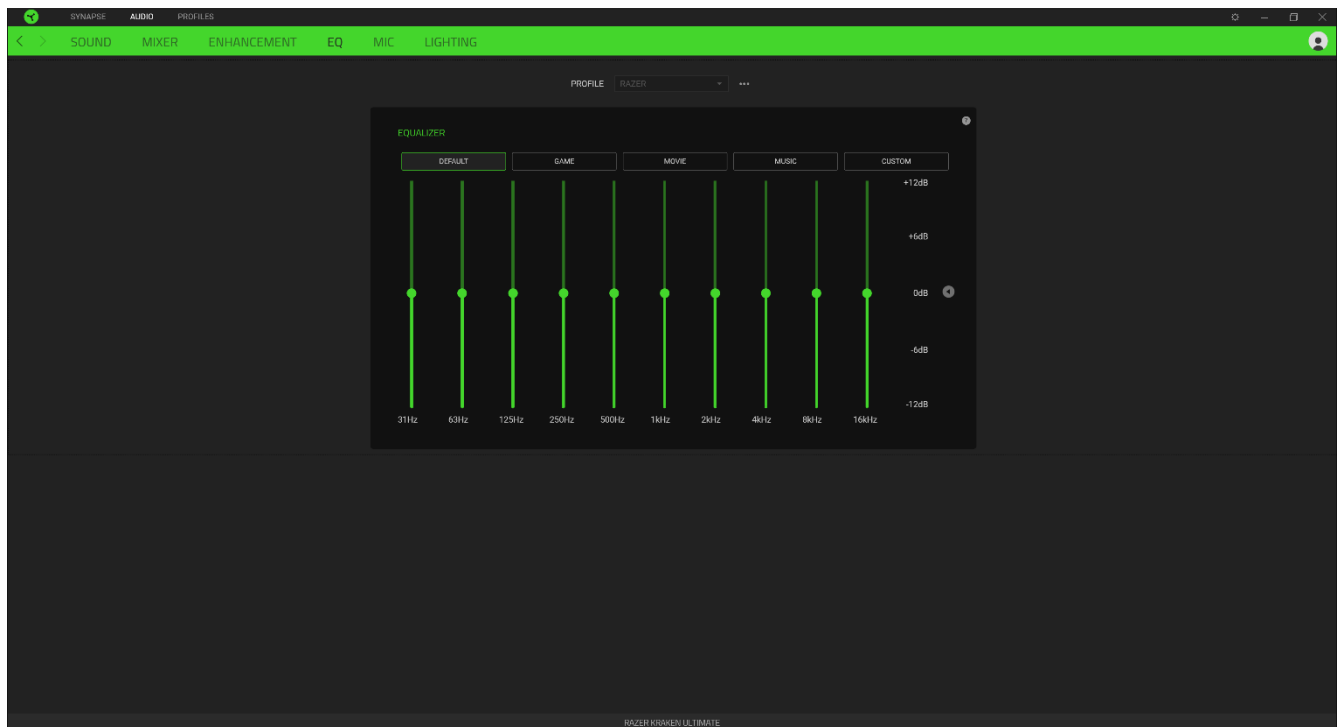 SYNAPSE AUDIO PROFILES
SOUND MIXER ENHANCEMENT EQ MIC LIGHTING
PROFILE RAZER
EQUALIZER
DEFAULT GAME MOVIE MUSIC CUSTOM
+12dB
+6dB
0dB
-6dB
-12dB
31Hz 63Hz 125Hz 250Hz 500Hz 1kHz 2kHz 4kHz 8kHz 16kHz
RAZER KRAKEN ULTIMATE